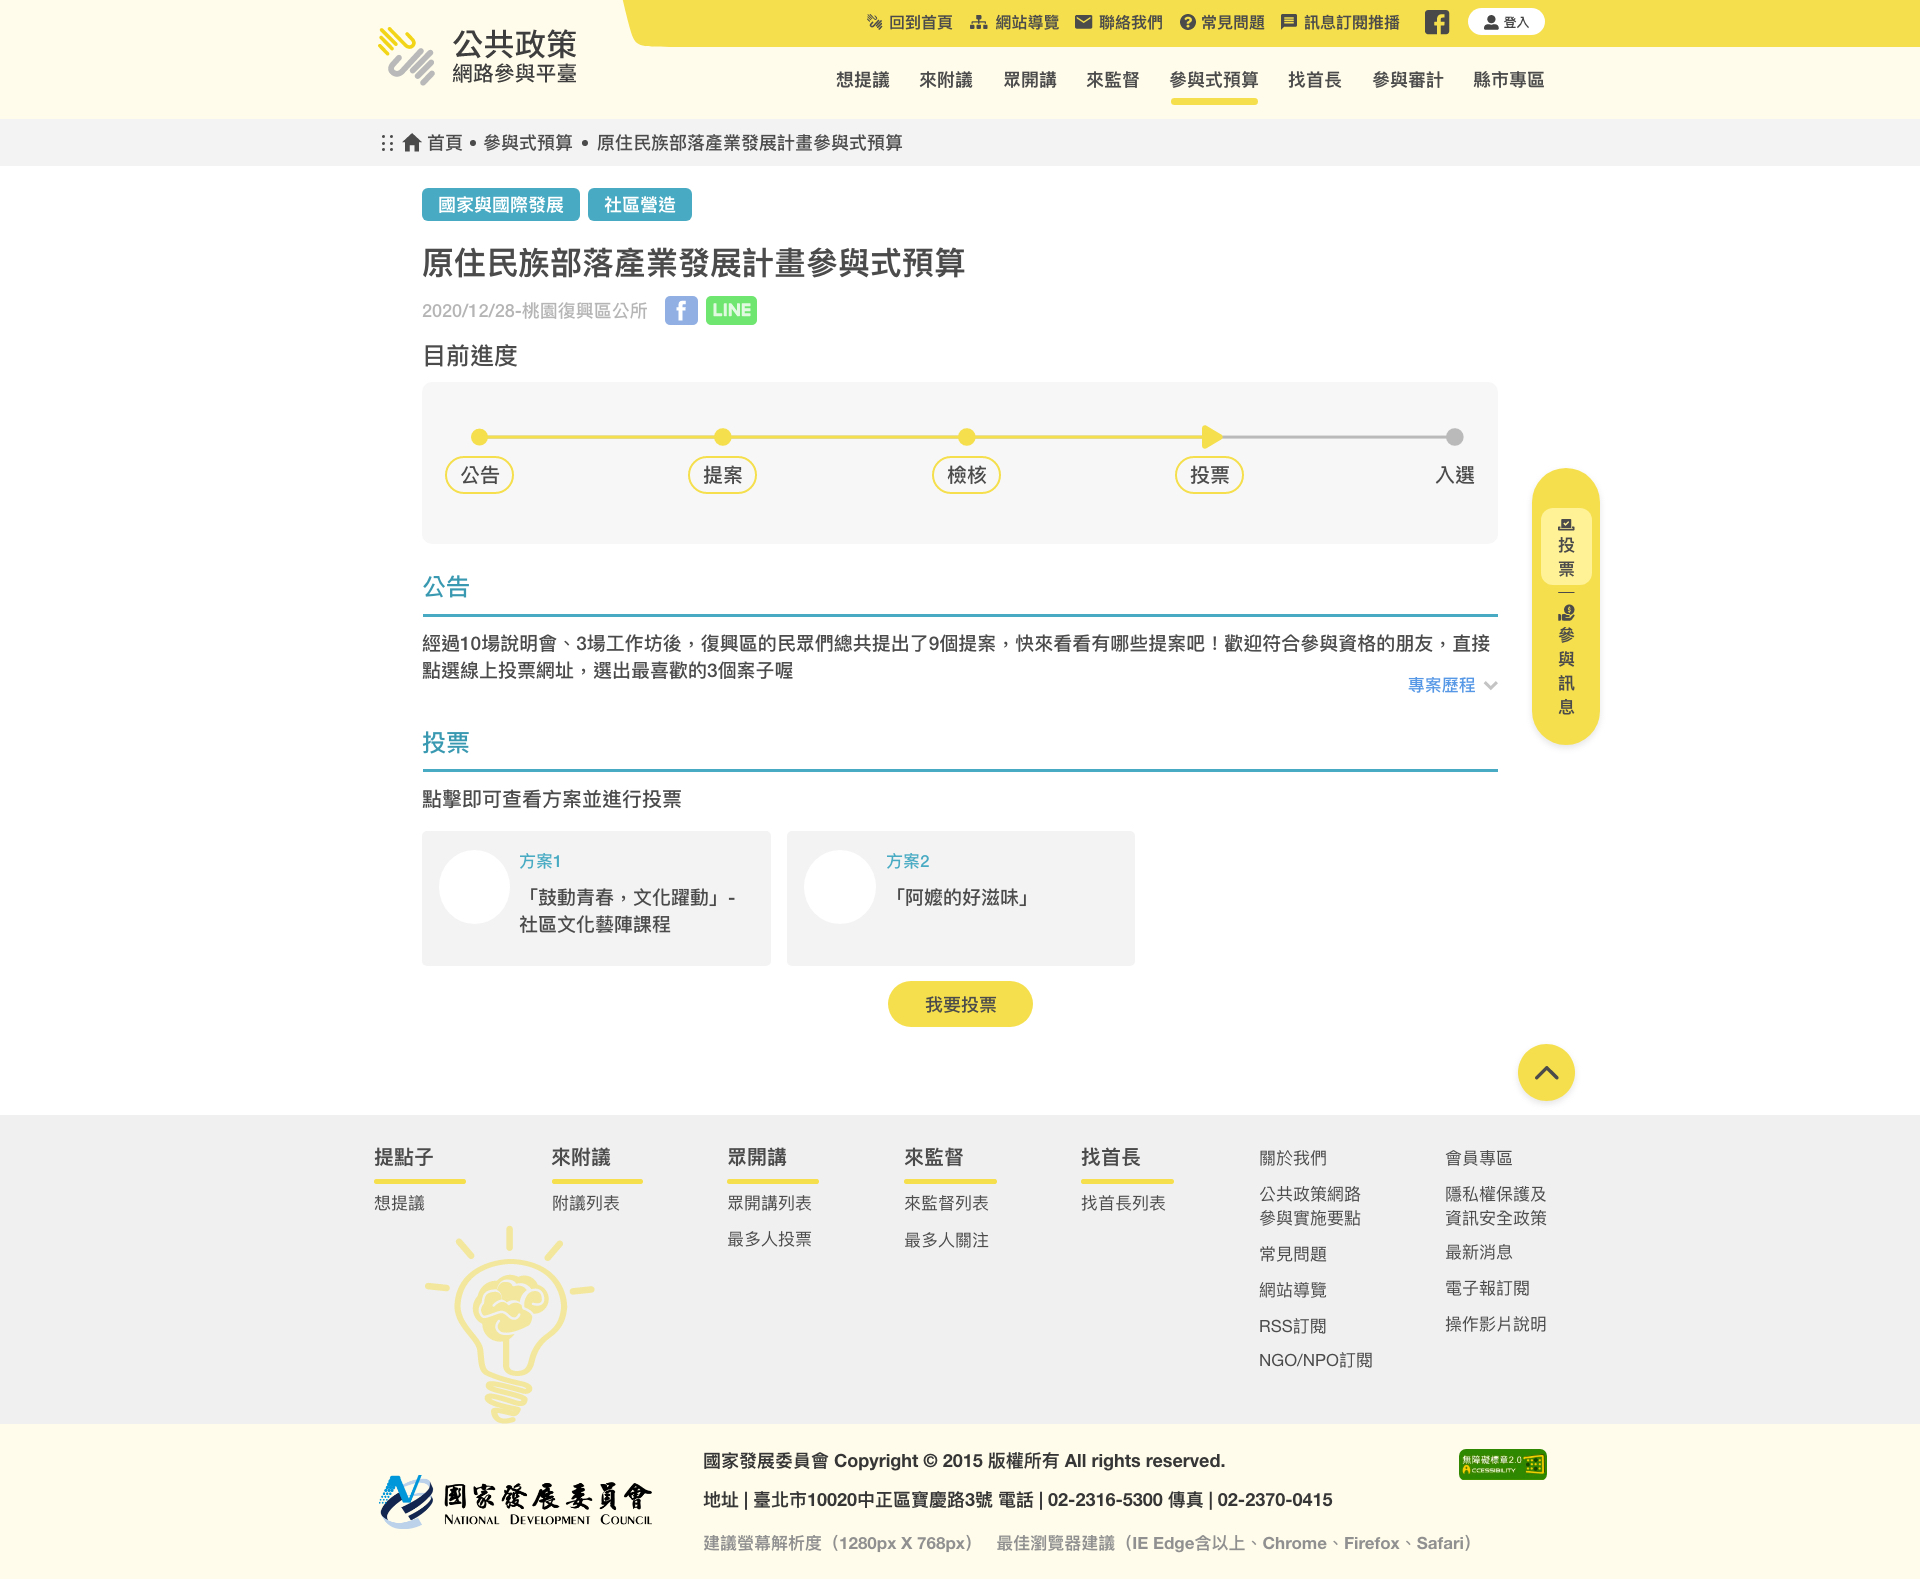 公共政策
網路參與平臺
回到首頁 網站導覽 聯絡我們 常見問題 訊息訂閱推播 登入
想提議 來附議 眾開講 來監督 參與式預算 找首長 參與審計 縣市專區
首頁 • 參與式預算 • 原住民族部落產業發展計畫參與式預算
國家與國際發展 社區營造
原住民族部落產業發展計畫參與式預算
2020/12/28-桃園復興區公所 f LINE
目前進度
公告 提案 檢核 投票 入選
投票
參與訊息
公告
經過10場說明會、3場工作坊後，復興區的民眾們總共提出了9個提案，快來看看有哪些提案吧！歡迎符合參與資格的朋友，直接
點選線上投票網址，選出最喜歡的3個案子喔
專案歷程
投票
點擊即可查看方案並進行投票
方案1
「鼓動青春，文化躍動」-
社區文化藝陣課程
方案2
「阿嬤的好滋味」
我要投票
提點子
想提議
來附議
附議列表
眾開講
眾開講列表
最多人投票
來監督
來監督列表
最多人關注
找首長
找首長列表
關於我們
公共政策網路
參與實施要點
常見問題
網站導覽
RSS訂閱
NGO/NPO訂閱
會員專區
隱私權保護及
資訊安全政策
最新消息
電子報訂閱
操作影片說明
國家發展委員會
NATIONAL DEVELOPMENT COUNCIL
國家發展委員會 Copyright © 2015 版權所有 All rights reserved.
地址 | 臺北市10020中正區寶慶路3號 電話 | 02-2316-5300 傳真 | 02-2370-0415
建議螢幕解析度（1280px X 768px） 最佳瀏覽器建議（IE Edge含以上、Chrome、Firefox、Safari）
無障礙標章2.0
ACCESSIBILITY